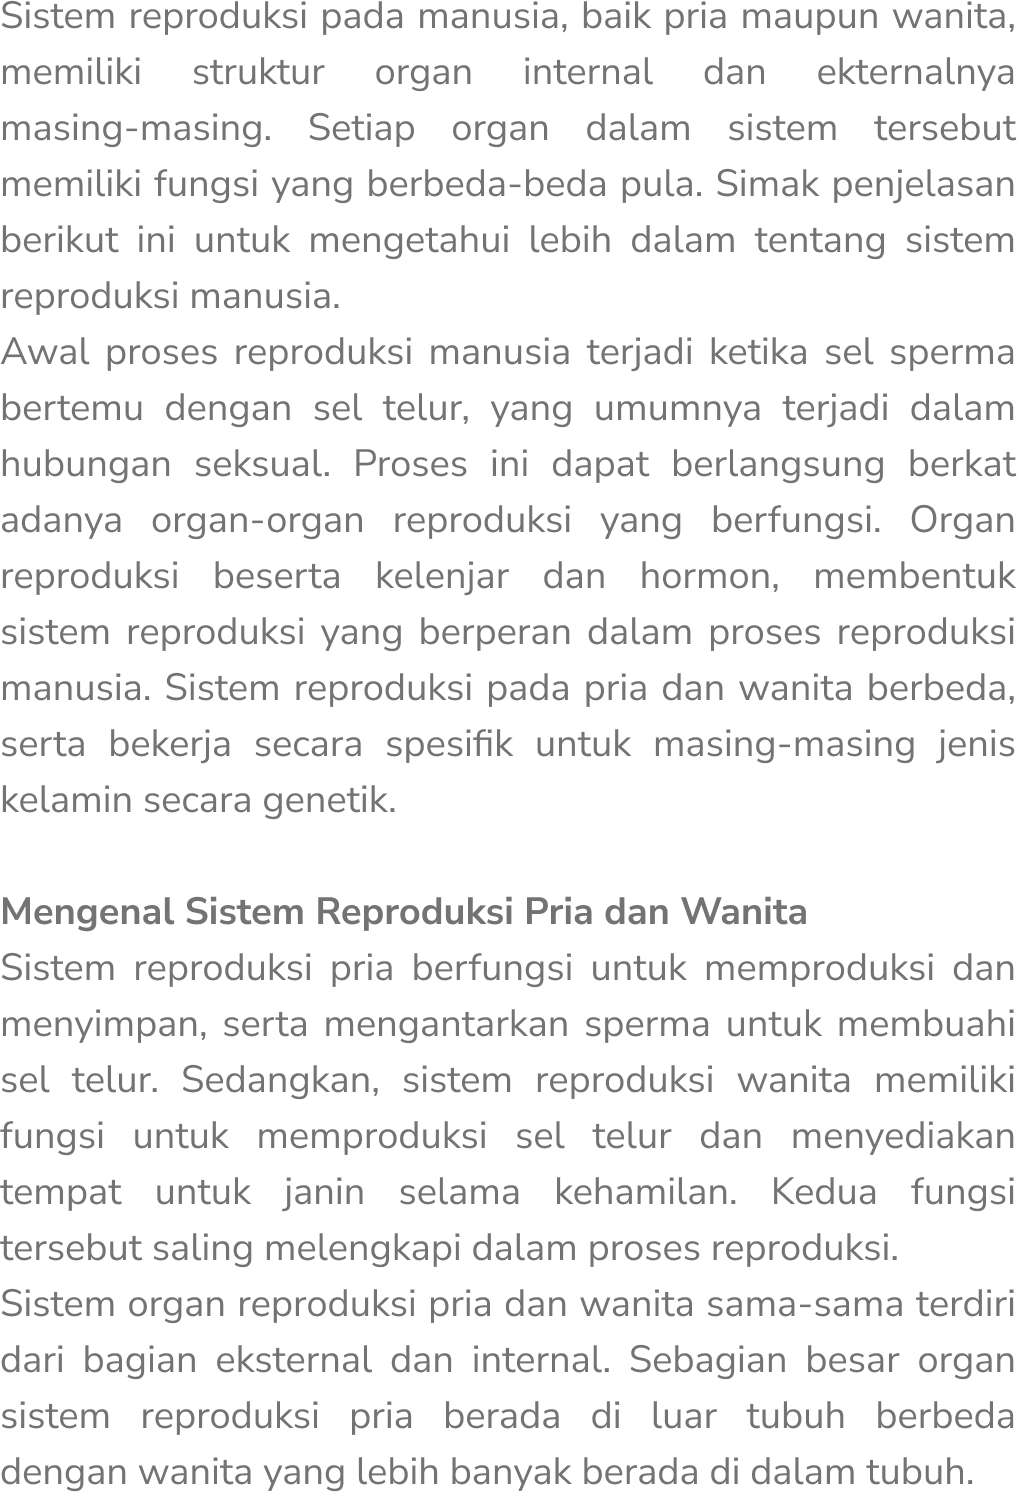 Sistem reproduksi pada manusia, baik pria maupun wanita,
memiliki struktur organ internal dan ekternalnya
masing-masing. Setiap organ dalam sistem tersebut
memiliki fungsi yang berbeda-beda pula. Simak penjelasan
berikut ini untuk mengetahui lebih dalam tentang sistem
reproduksi manusia.
Awal proses reproduksi manusia terjadi ketika sel sperma
bertemu dengan sel telur, yang umumnya terjadi dalam
hubungan seksual. Proses ini dapat berlangsung berkat
adanya organ-organ reproduksi yang berfungsi. Organ
reproduksi beserta kelenjar dan hormon, membentuk
sistem reproduksi yang berperan dalam proses reproduksi
manusia. Sistem reproduksi pada pria dan wanita berbeda,
serta bekerja secara spesifik untuk masing-masing jenis
kelamin secara genetik.
Mengenal Sistem Reproduksi Pria dan Wanita
Sistem reproduksi pria berfungsi untuk memproduksi dan
menyimpan, serta mengantarkan sperma untuk membuahi
sel telur. Sedangkan, sistem reproduksi wanita memiliki
fungsi untuk memproduksi sel telur dan menyediakan
tempat untuk janin selama kehamilan. Kedua fungsi
tersebut saling melengkapi dalam proses reproduksi.
Sistem organ reproduksi pria dan wanita sama-sama terdiri
dari bagian eksternal dan internal. Sebagian besar organ
sistem reproduksi pria berada di luar tubuh berbeda
dengan wanita yang lebih banyak berada di dalam tubuh.